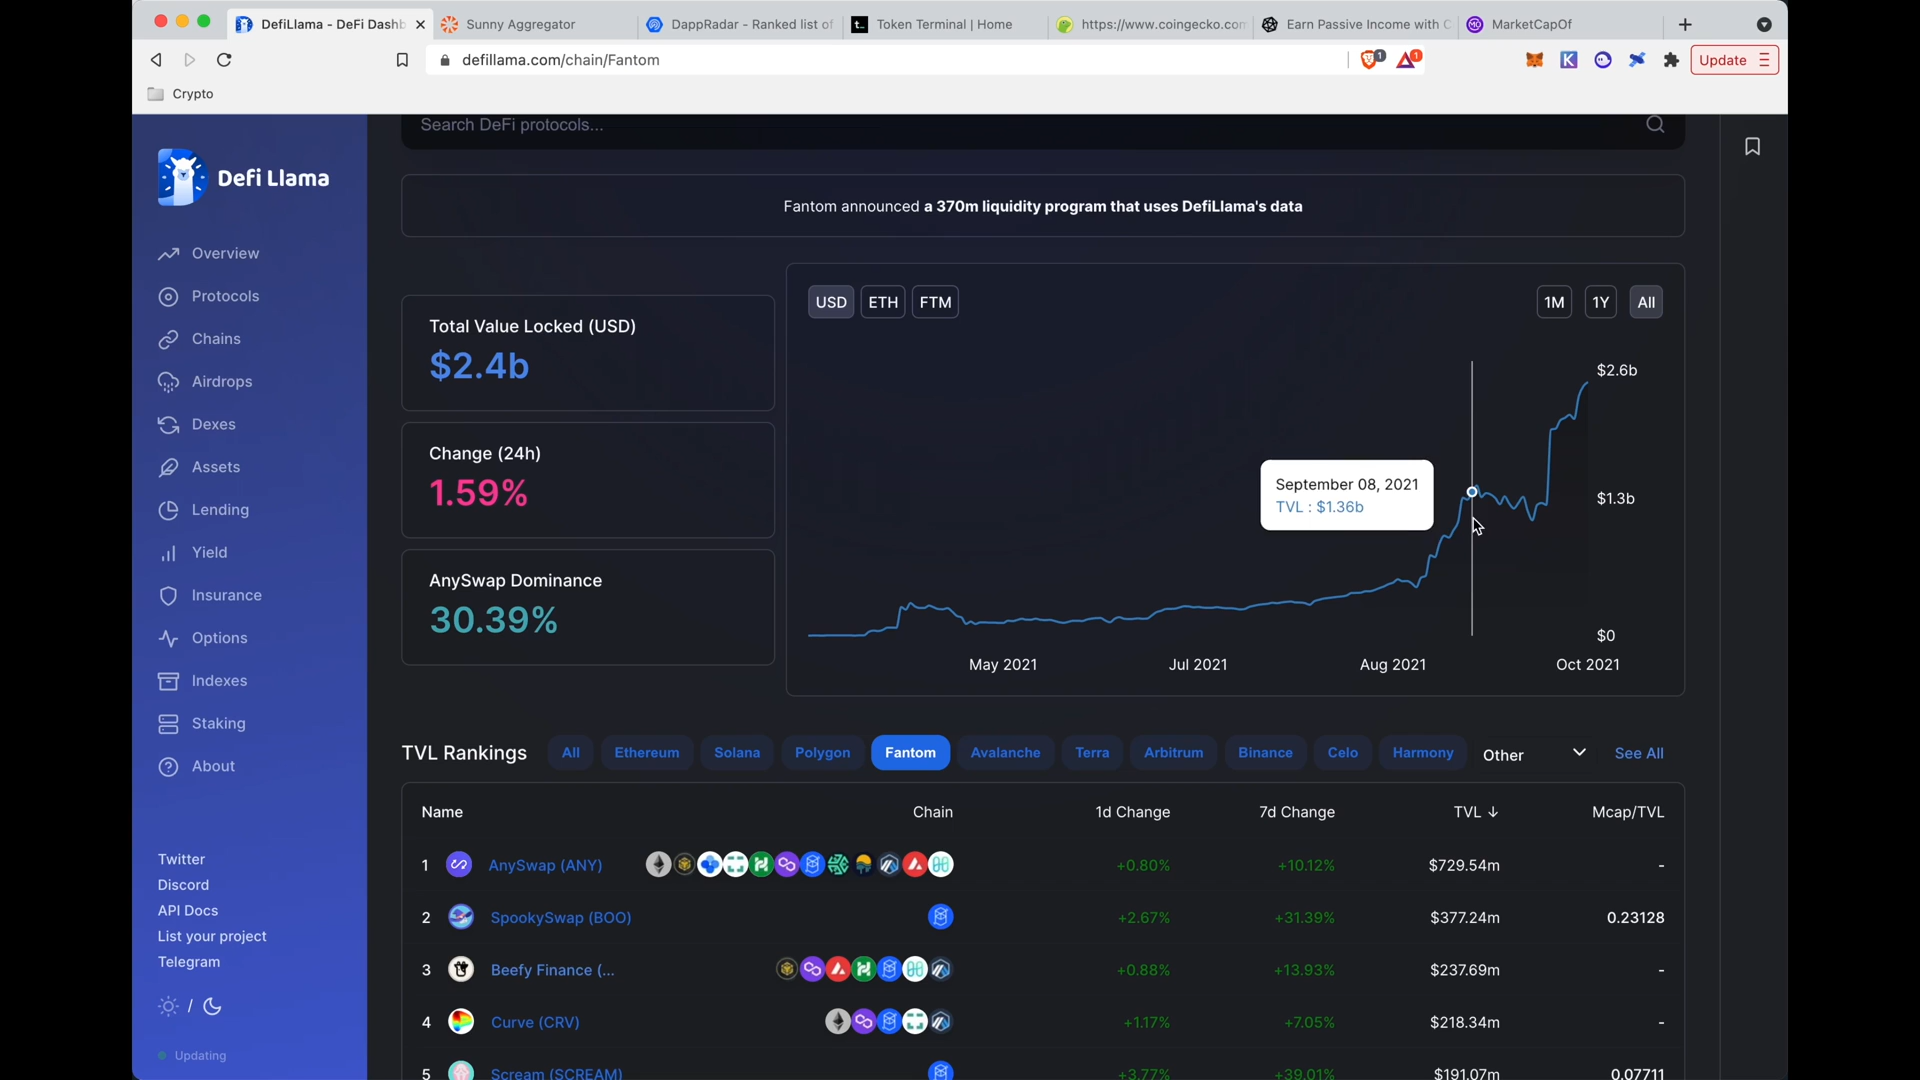 DefiLlama - DeFi Dashb
Sunny Aggregator
DappRadar - Ranked list of
Token Terminal | Home
https://www.coingecko.com
Earn Passive Income with C
MarketCapOf
defillama.com/chain/Fantom
1
1
Update
Crypto
Search DeFi protocols...
Defi Llama
Fantom announced a 370m liquidity program that uses DefiLlama's data
Overview
Protocols
Chains
Airdrops
Dexes
Assets
Lending
Yield
Insurance
Options
Indexes
Staking
About
Twitter
Discord
API Docs
List your project
Telegram
/
Updating
Total Value Locked (USD)
$2.4b
Change (24h)
1.59%
AnySwap Dominance
30.39%
USD ETH FTM
1M 1Y All
$2.6b
September 08, 2021
TVL : $1.36b
$1.3b
$0
May 2021 Jul 2021 Aug 2021 Oct 2021
TVL Rankings All Ethereum Solana Polygon Fantom Avalanche Terra Arbitrum Binance Celo Harmony Other See All
Name Chain 1d Change 7d Change TVL ↓ Mcap/TVL
1 AnySwap (ANY) +0.80% +10.12% $729.54m -
2 SpookySwap (BOO) +2.67% +31.39% $377.24m 0.23128
3 Beefy Finance (... +0.88% +13.93% $237.69m -
4 Curve (CRV) +1.17% +7.05% $218.34m -
5 Scream (SCREAM) +3.77% +39.01% $191.07m 0.07711